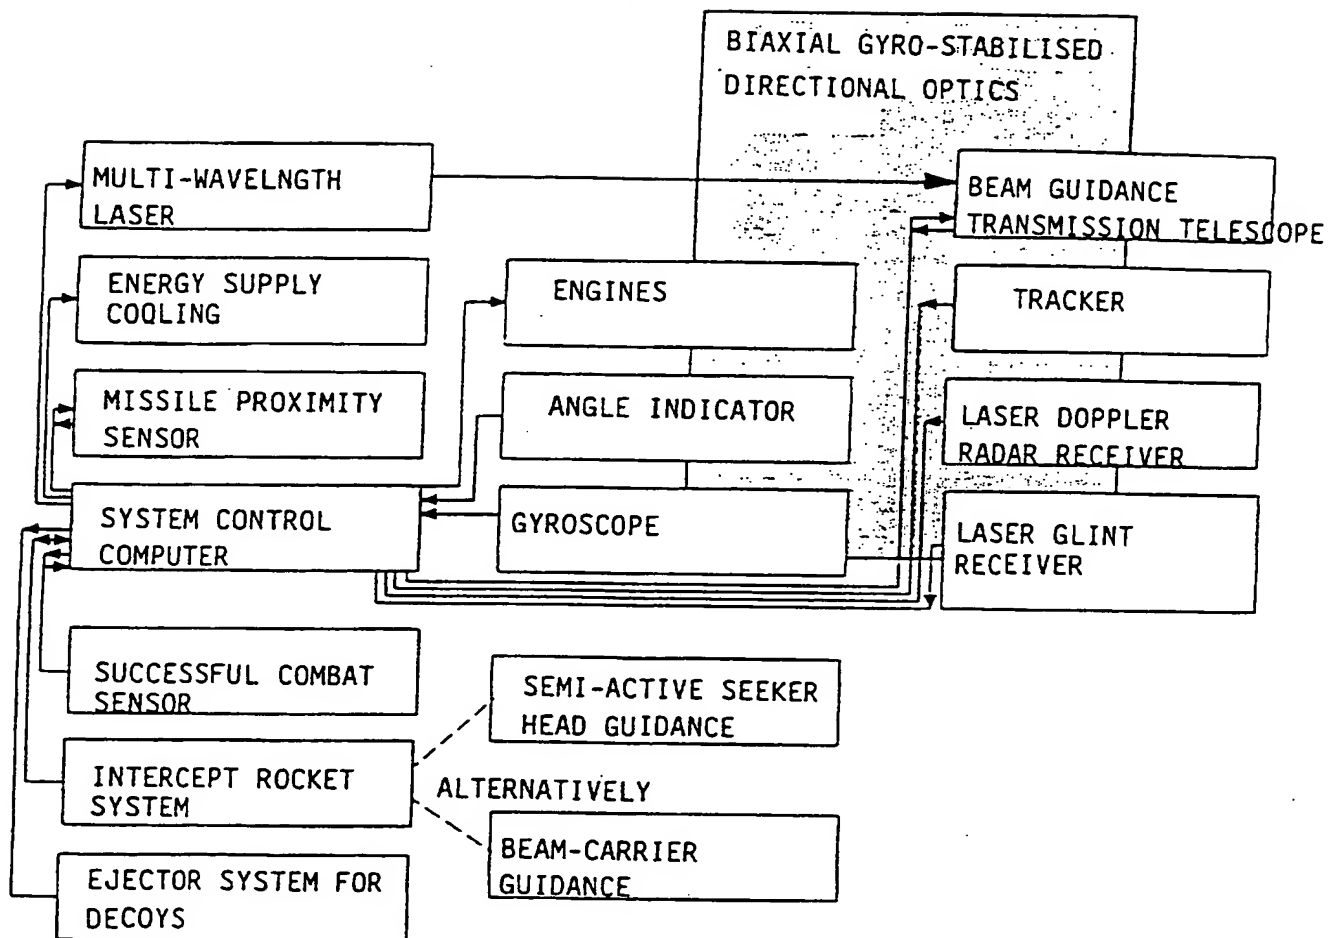 BIAXIAL GYRO-STABILISED
DIRECTIONAL OPTICS
MULTI-WAVELNGTH
LASER
BEAM GUIDANCE
TRANSMISSION TELESCOPE
ENERGY SUPPLY
COOLING
ENGINES
TRACKER
MISSILE PROXIMITY
SENSOR
ANGLE INDICATOR
LASER DOPPLER
RADAR RECEIVER
SYSTEM CONTROL
COMPUTER
GYROSCOPE
LASER GLINT
RECEIVER
SUCCESSFUL COMBAT
SENSOR
SEMI-ACTIVE SEEKER
HEAD GUIDANCE
INTERCEPT ROCKET
SYSTEM
ALTERNATIVELY
BEAM-CARRIER
GUIDANCE
EJECTOR SYSTEM FOR
DECOYS